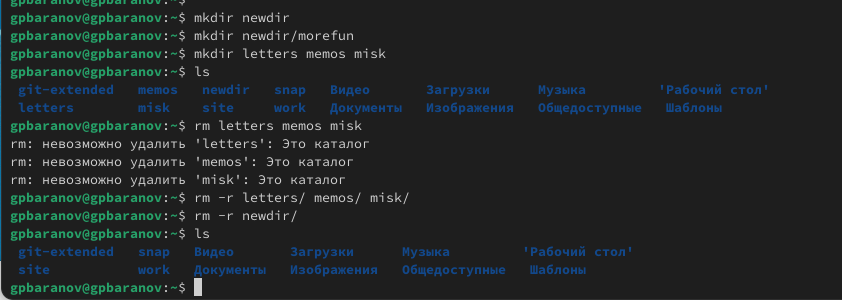 gpbaranov@gpbaranov:~$ mkdir newdir
gpbaranov@gpbaranov:~$ mkdir newdir/morefun
gpbaranov@gpbaranov:~$ mkdir letters memos misk
gpbaranov@gpbaranov:~$ ls
git-extended memos newdir snap Видео Загрузки Музыка 'Рабочий стол'
letters misk site work Документы Изображения Общедоступные Шаблоны
gpbaranov@gpbaranov:~$ rm letters memos misk
rm: невозможно удалить 'letters': Это каталог
rm: невозможно удалить 'memos': Это каталог
rm: невозможно удалить 'misk': Это каталог
gpbaranov@gpbaranov:~$ rm -r letters/ memos/ misk/
gpbaranov@gpbaranov:~$ rm -r newdir/
gpbaranov@gpbaranov:~$ ls
git-extended snap Видео Загрузки Музыка 'Рабочий стол'
site work Документы Изображения Общедоступные Шаблоны
gpbaranov@gpbaranov:~$